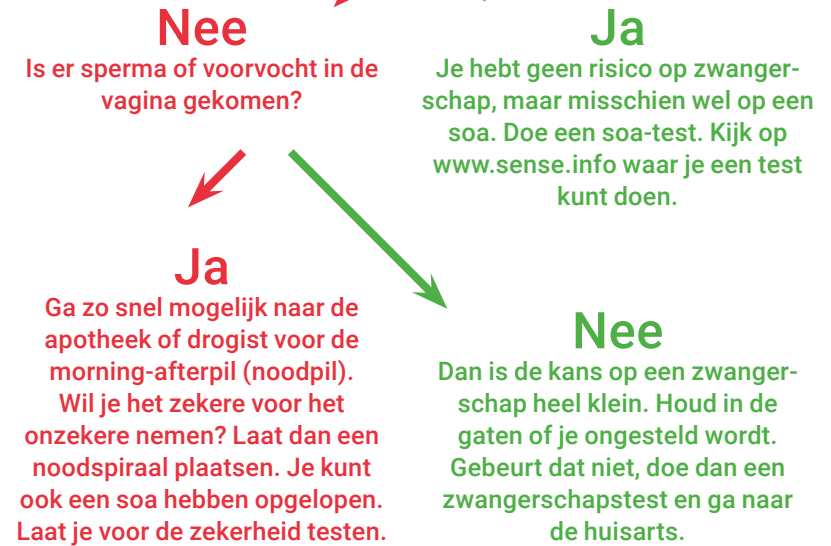 Nee
Is er sperma of voorvocht in de
vagina gekomen?
Ja
Je hebt geen risico op zwanger-
schap, maar misschien wel op een
soa. Doe een soa-test. Kijk op
www.sense.info waar je een test
kunt doen.
Ja
Ga zo snel mogelijk naar de
apotheek of drogist voor de
morning-afterpil (noodpil).
Wil je het zekere voor het
onzekere nemen? Laat dan een
noodspiraal plaatsen. Je kunt
ook een soa hebben opgelopen.
Laat je voor de zekerheid testen.
Nee
Dan is de kans op een zwanger-
schap heel klein. Houd in de
gaten of je ongesteld wordt.
Gebeurt dat niet, doe dan een
zwangerschapstest en ga naar
de huisarts.